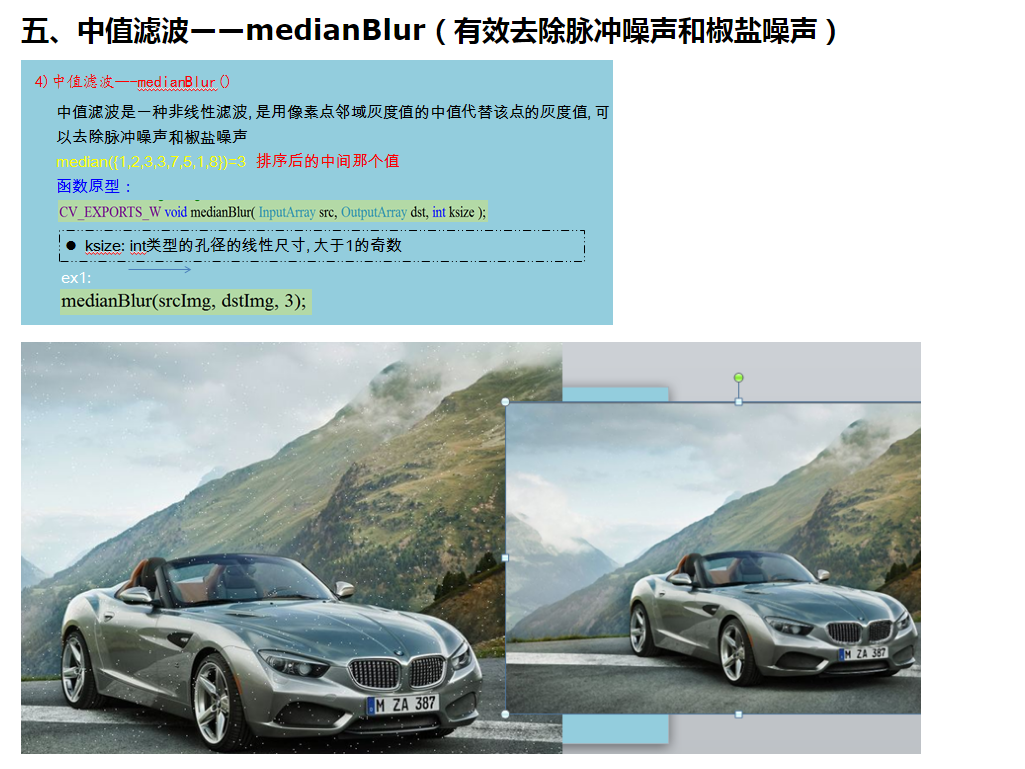 五、中值滤波——medianBlur（有效去除脉冲噪声和椒盐噪声）
4)中值滤波——medianBlur()
中值滤波是一种非线性滤波,是用像素点邻域灰度值的中值代替该点的灰度值,可
以去除脉冲噪声和椒盐噪声
median({1,2,3,3,7,5,1,8})=3 排序后的中间那个值
函数原型：
CV_EXPORTS_W void medianBlur( InputArray src, OutputArray dst, int ksize );
● ksize: int类型的孔径的线性尺寸,大于1的奇数
ex1:
medianBlur(srcImg, dstImg, 3);
M ZA 387
M ZA 387